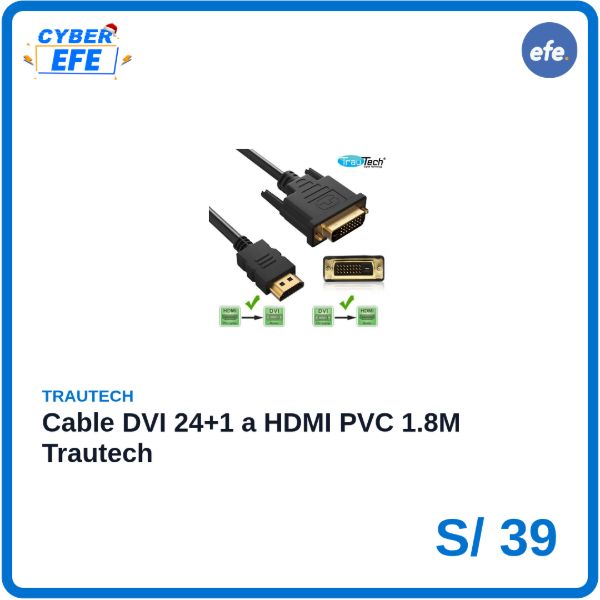 CYBER
EFE
efe.
TrauTech®
HDMI
DVI
DVI
HDMI
TRAUTECH
Cable DVI 24+1 a HDMI PVC 1.8M
Trautech
S/ 39